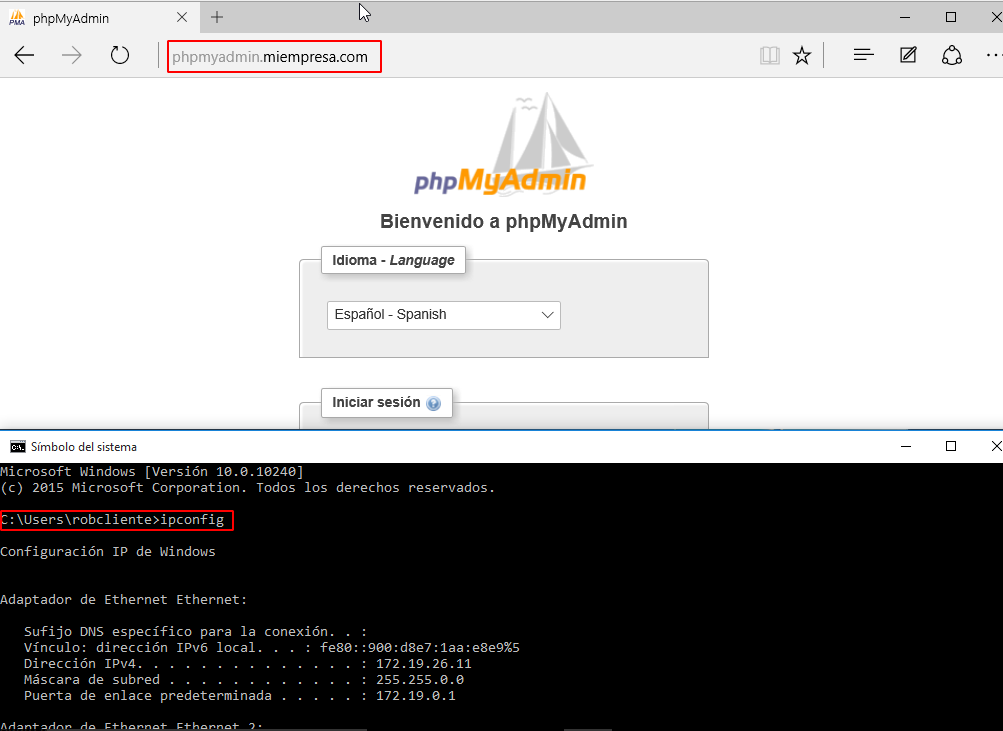 phpMyAdmin
phpmyadmin.miempresa.com
phpMyAdmin
Bienvenido a phpMyAdmin
Idioma - Language
Español - Spanish
Iniciar sesión
Símbolo del sistema
Microsoft Windows [Versión 10.0.10240]
(c) 2015 Microsoft Corporation. Todos los derechos reservados.
C:\Users\robcliente>ipconfig
Configuración IP de Windows
Adaptador de Ethernet Ethernet:
Sufijo DNS específico para la conexión. . :
Vínculo: dirección IPv6 local. . . : fe80::900:d8e7:1aa:e8e9%5
Dirección IPv4. . . . . . . . . . . . . . : 172.19.26.11
Máscara de subred . . . . . . . . . . . . : 255.255.0.0
Puerta de enlace predeterminada . . . . . : 172.19.0.1
Adaptador de Ethernet Ethernet 2: